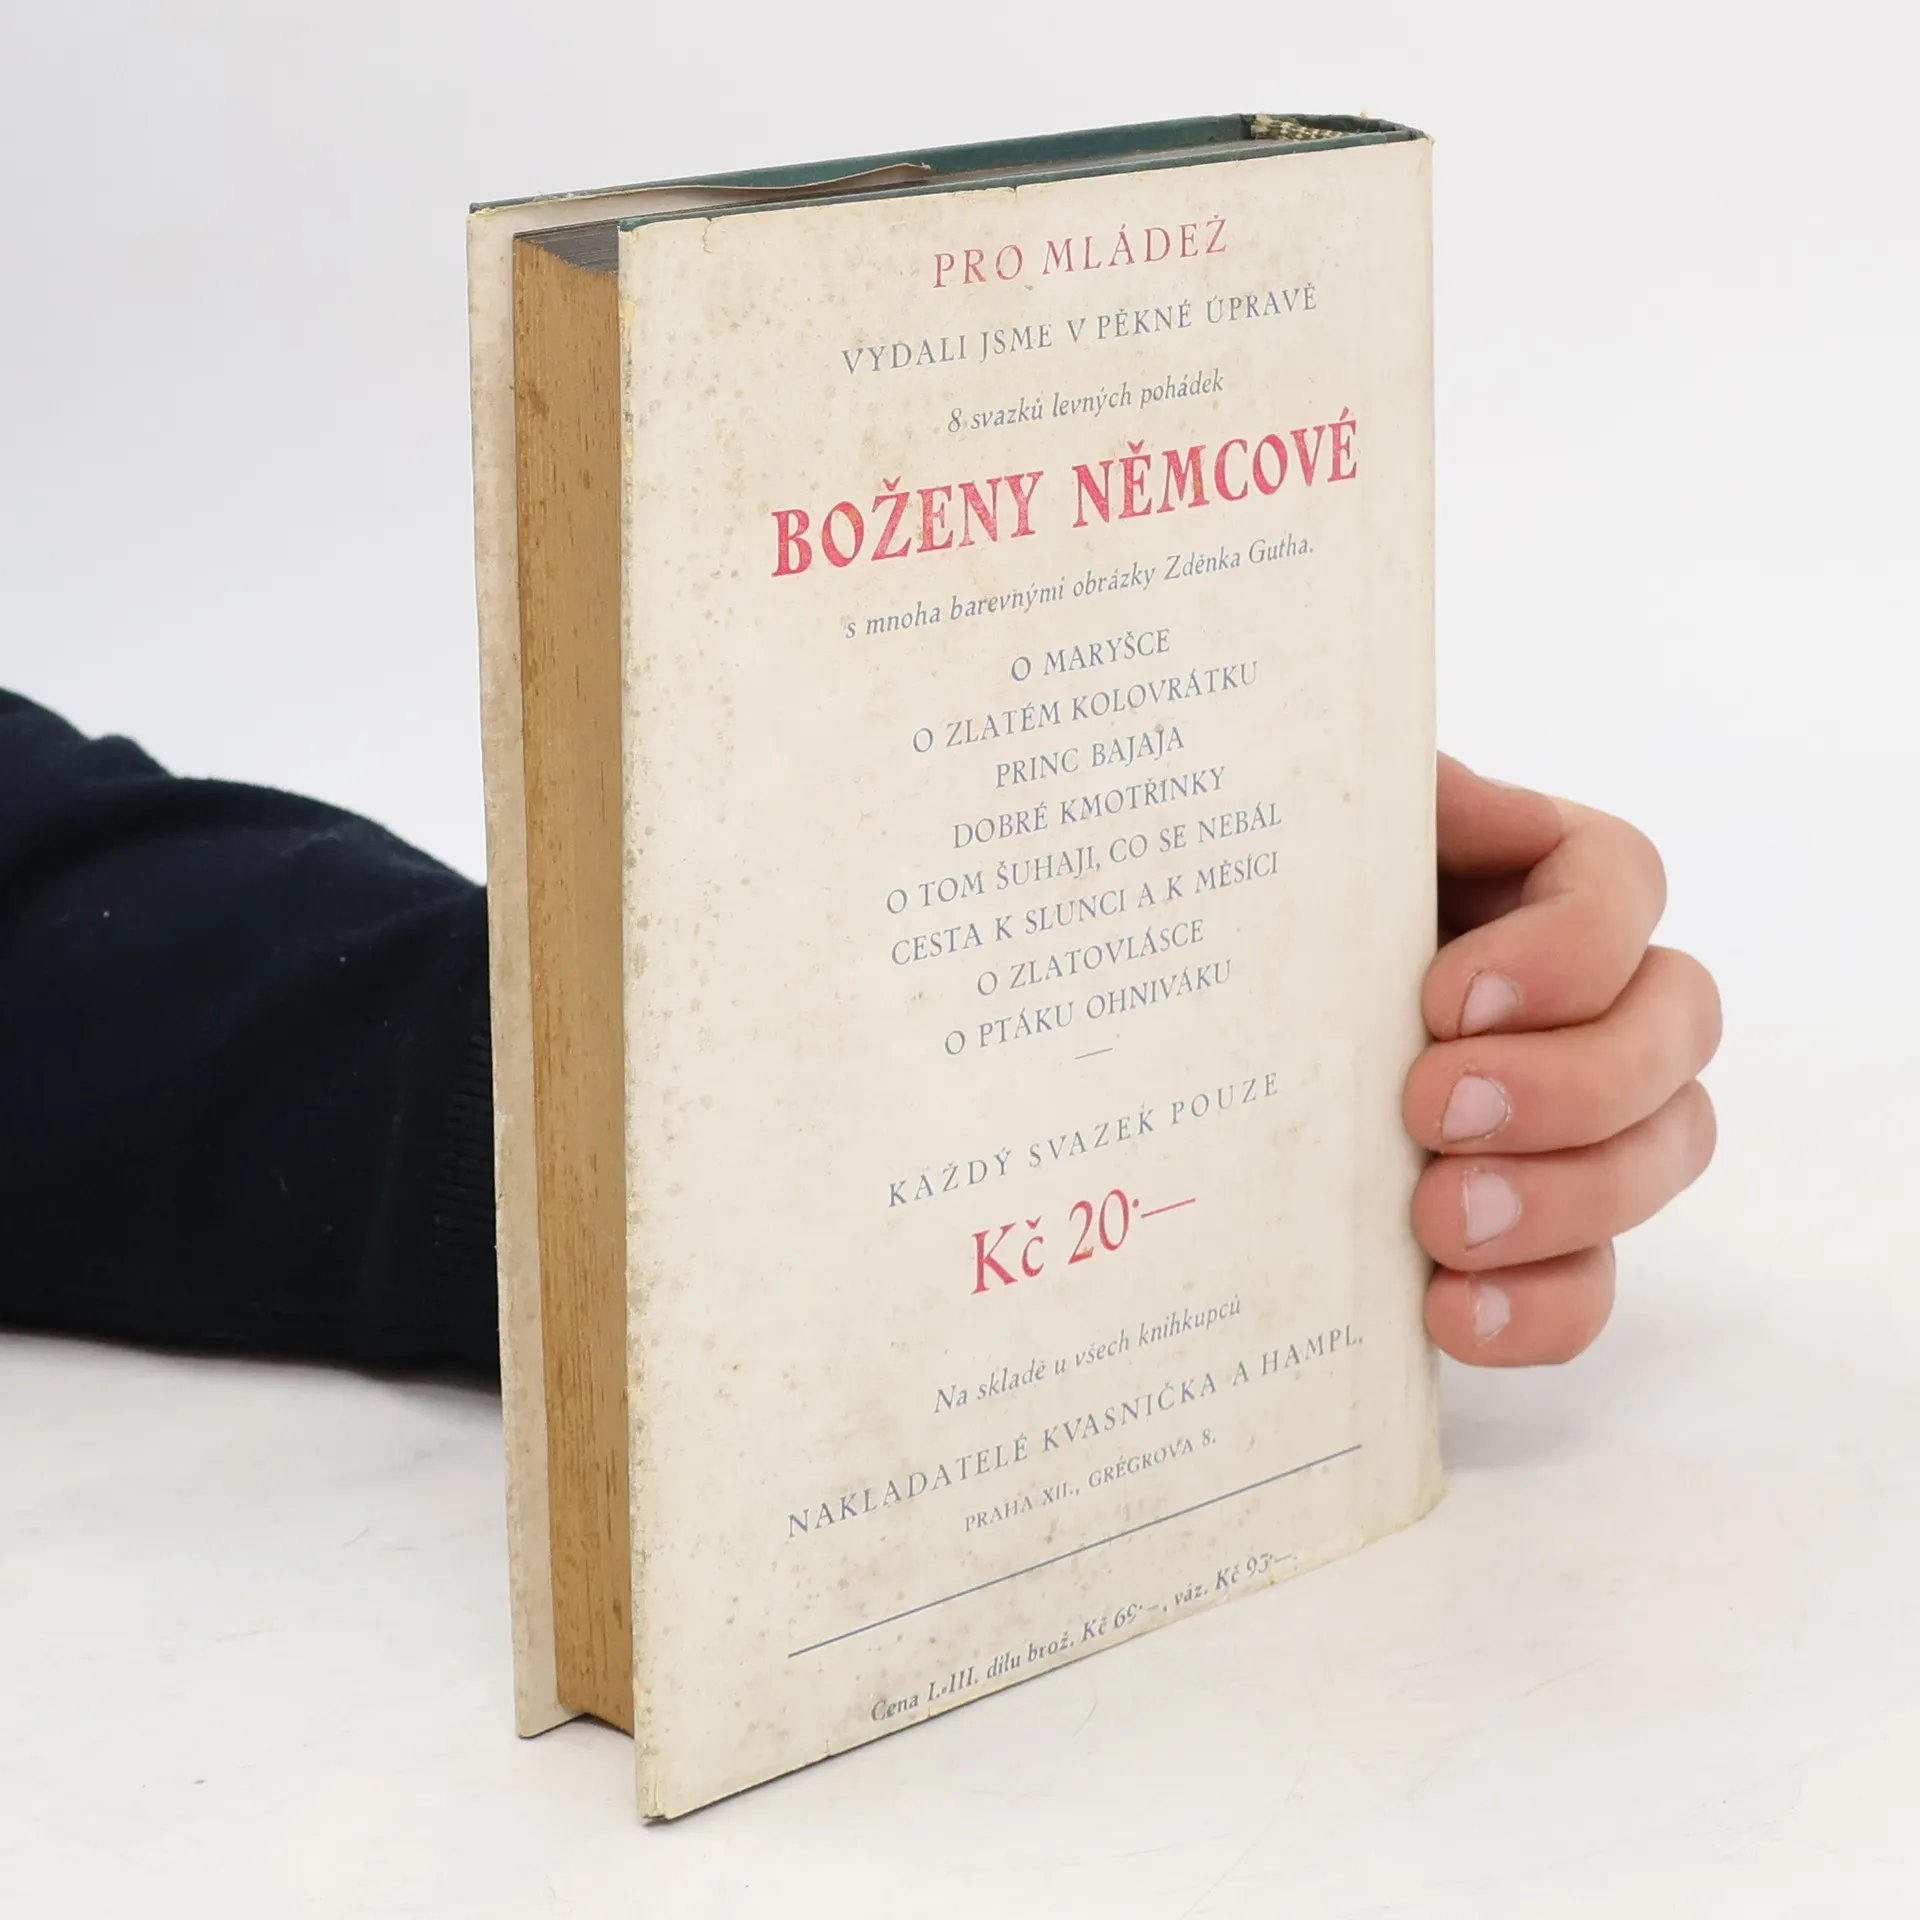 PRO MLÁDEŽ
VYDALI JSME V PĚKNÉ ÚPRAVĚ
8 svazků levných pohádek
BOŽENY NĚMCOVÉ
s mnoha barevnými obrázky Zděnka Gutha.
O MARYŠCE
O ZLATÉM KOLOVRÁTKU
PRINC BAJAJA
DOBRÉ KMOTŘINKY
O TOM ŠUHAJI, CO SE NEBÁL
CESTA K SLUNCI A K MĚSÍCI
O ZLATOVLÁSCE
O PTÁKU OHNIVÁKU
KAŽDÝ SVAZEK POUZE
Kč 20·—
Na skladě u všech knihkupců
NAKLADATELÉ KVASNIČKA A HAMPL,
PRAHA XII., GRÉGROVA 8.
Cena I.-III. dílu brož. Kč 69·—, váz. Kč 93·—.